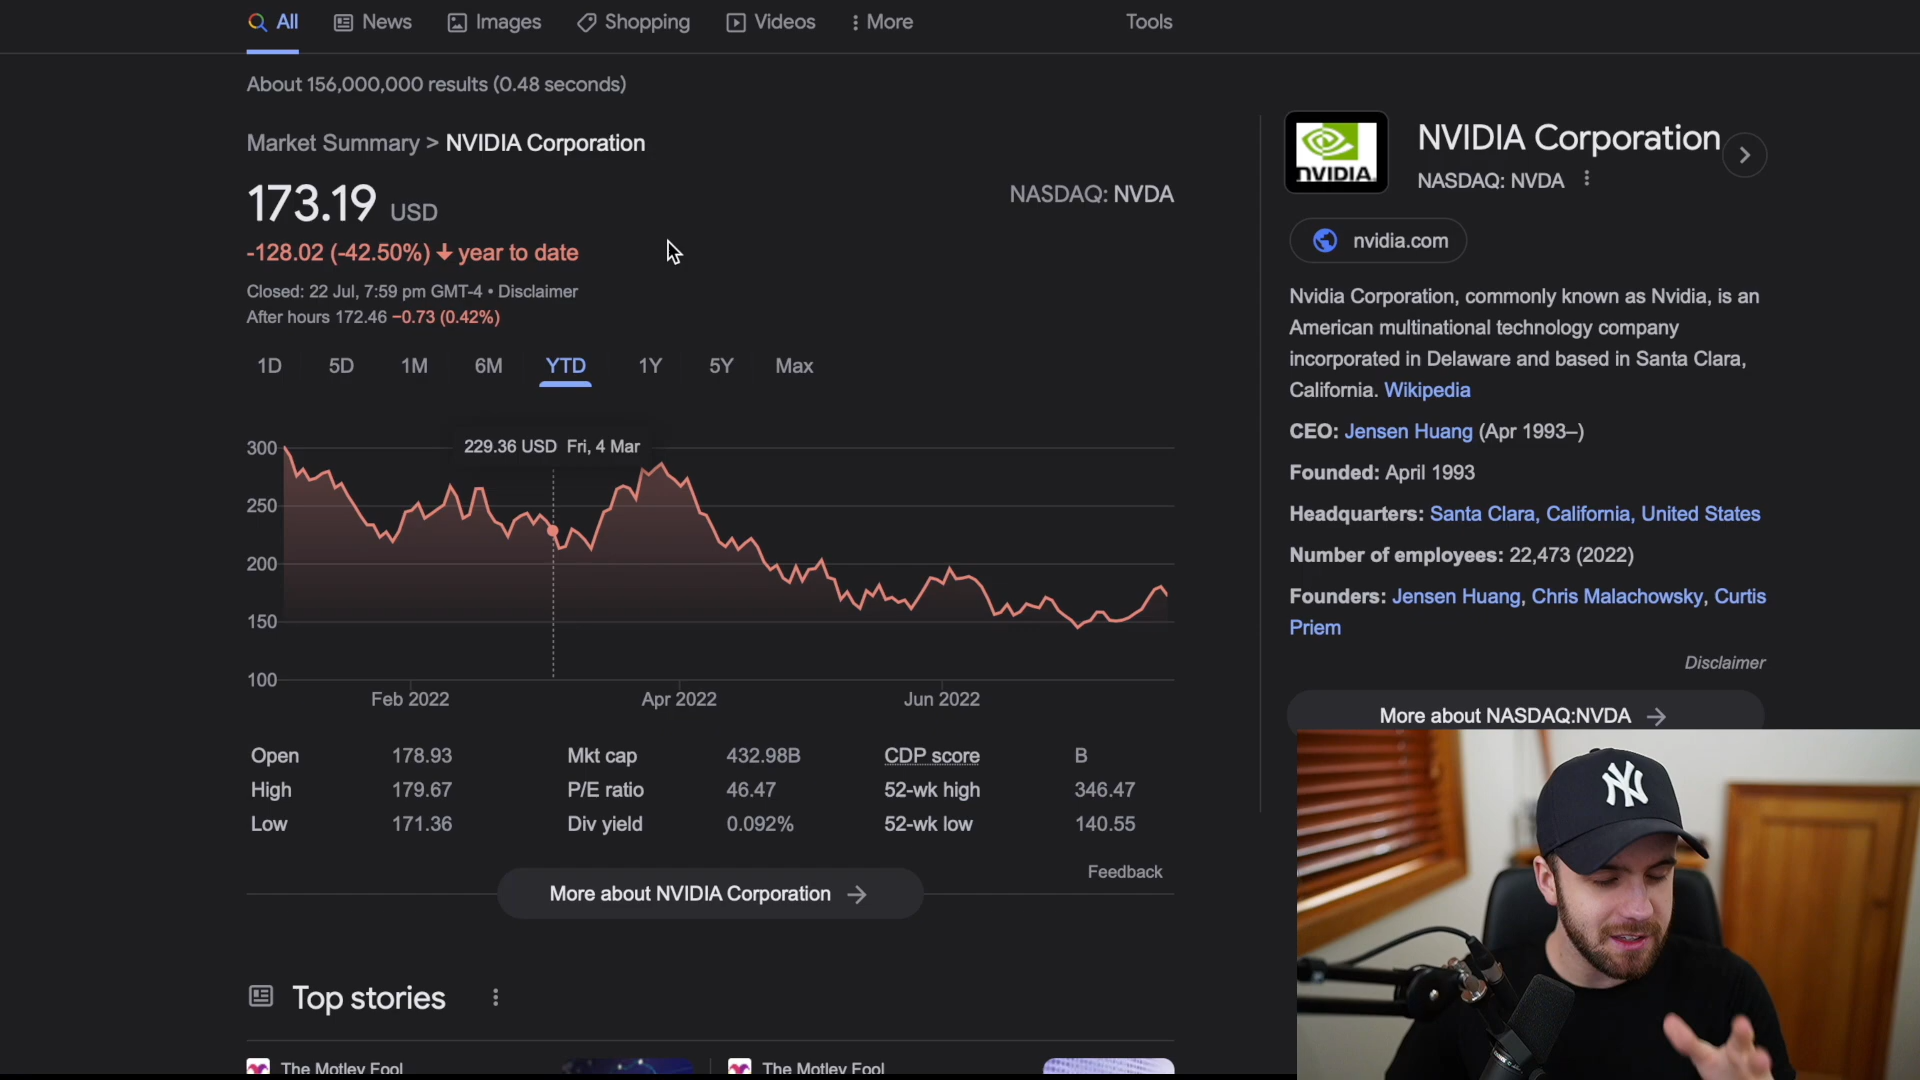 All News Images Shopping Videos More Tools
About 156,000,000 results (0.48 seconds)
Market Summary > NVIDIA Corporation
173.19 USD
NASDAQ: NVDA
-128.02 (-42.50%) year to date
Closed: 22 Jul, 7:59 pm GMT-4 • Disclaimer
After hours 172.46 −0.73 (0.42%)
1D 5D 1M 6M YTD 1Y 5Y Max
229.36 USD Fri, 4 Mar
300
250
200
150
100
Feb 2022 Apr 2022 Jun 2022
Open 178.93 Mkt cap 432.98B CDP score B
High 179.67 P/E ratio 46.47 52-wk high 346.47
Low 171.36 Div yield 0.092% 52-wk low 140.55
Feedback
More about NVIDIA Corporation
Top stories
The Motley Fool The Motley Fool
NVIDIA.
NVIDIA Corporation
NASDAQ: NVDA
nvidia.com
Nvidia Corporation, commonly known as Nvidia, is an
American multinational technology company
incorporated in Delaware and based in Santa Clara,
California. Wikipedia
CEO: Jensen Huang (Apr 1993–)
Founded: April 1993
Headquarters: Santa Clara, California, United States
Number of employees: 22,473 (2022)
Founders: Jensen Huang, Chris Malachowsky, Curtis
Priem
Disclaimer
More about NASDAQ:NVDA
NY